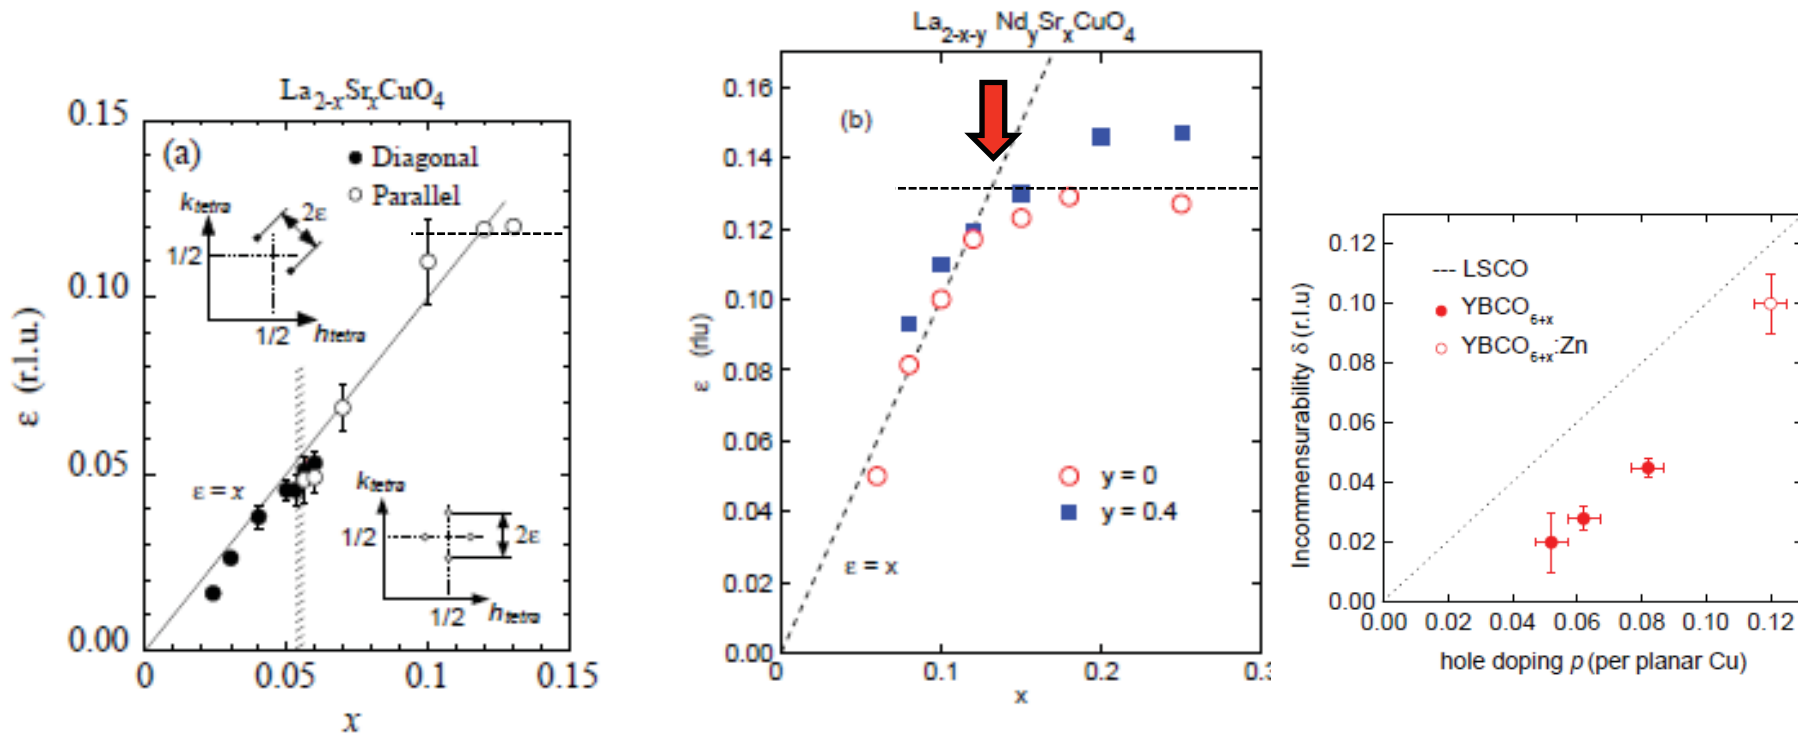 La2-xSrxCuO4
0.15
0.10
0.05
0.00
ε (r.l.u.)
(a)
● Diagonal
○ Parallel
ktetra
2ε
1/2
1/2
htetra
ε = x
ktetra
1/2
2ε
1/2
htetra
0
0.05
0.10
0.15
x
La2-x-y NdySrxCuO4
0.16
0.14
0.12
0.10
0.08
0.06
0.04
0.02
0.00
ε (rlu)
(b)
y = 0
y = 0.4
ε = x
0
0.1
0.2
0.3
x
0.12
0.10
0.08
0.06
0.04
0.02
0.00
Incommensurability δ (r.l.u)
--- LSCO
YBCO6+x
YBCO6+x:Zn
0.00
0.02
0.04
0.06
0.08
0.10
0.12
hole doping p (per planar Cu)